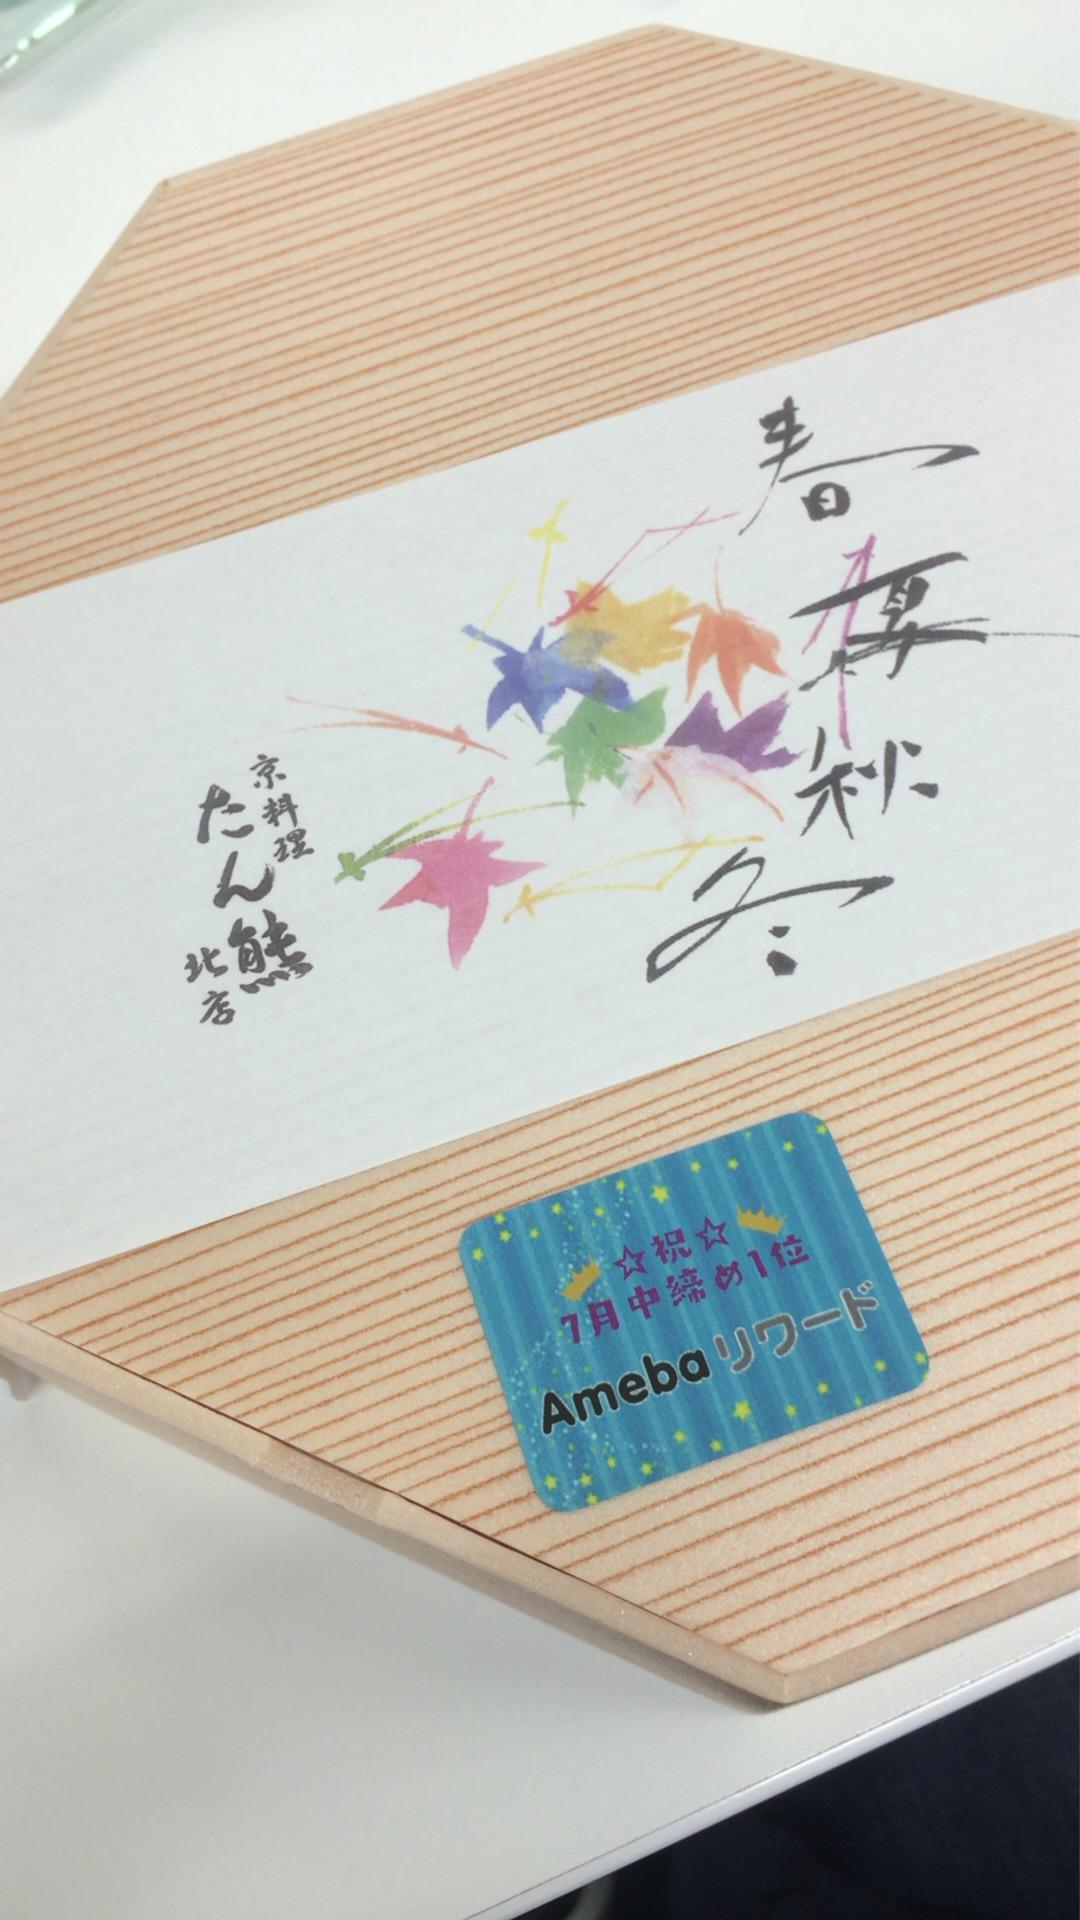 春夏秋冬
京料理
たん熊
北店
☆祝☆
7月中締め1位
Amebaリワード